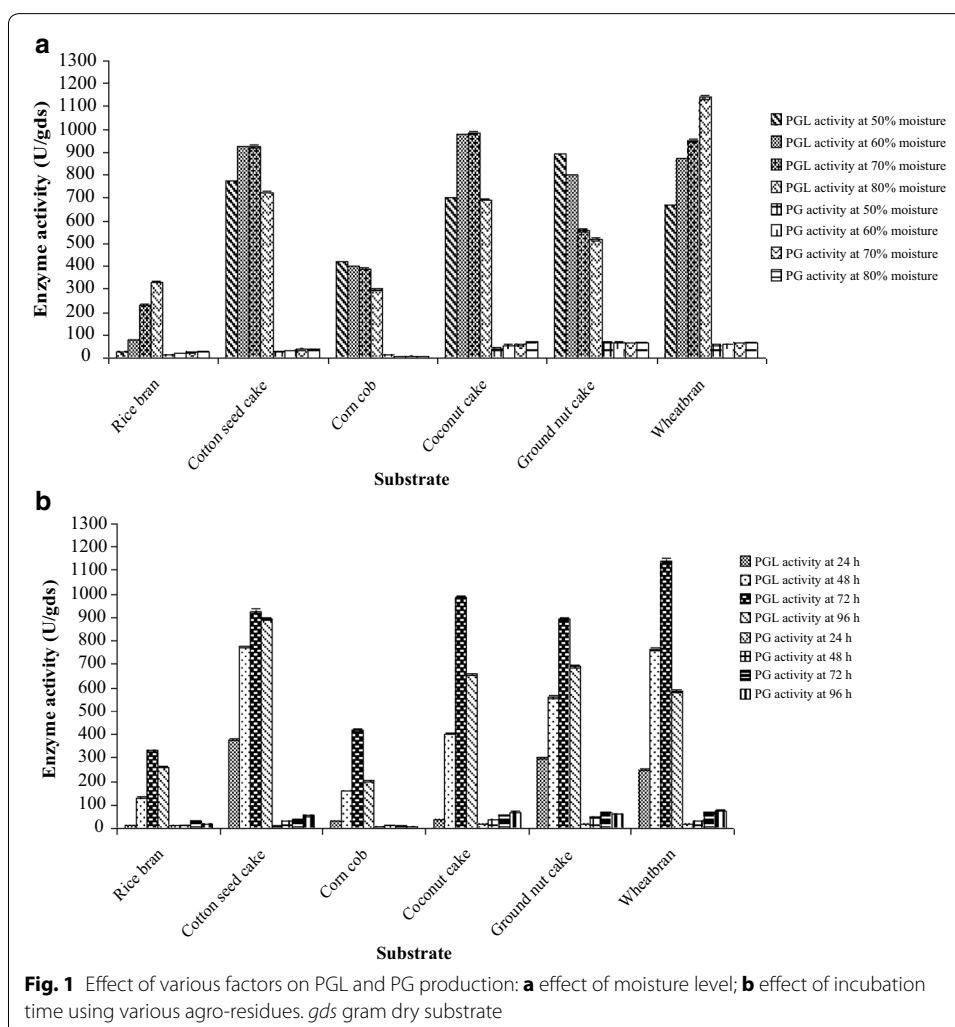 a
1300
1200
1100
1000
900
800
700
600
500
400
300
200
100
0
Enzyme activity (U/gds)
Rice bran
Cotton seed cake
Corn cob
Coconut cake
Ground nut cake
Wheatbran
Substrate
PGL activity at 50% moisture
PGL activity at 60% moisture
PGL activity at 70% moisture
PGL activity at 80% moisture
PG activity at 50% moisture
PG activity at 60% moisture
PG activity at 70% moisture
PG activity at 80% moisture
b
1300
1200
1100
1000
900
800
700
600
500
400
300
200
100
0
Enzyme activity (U/gds)
Rice bran
Cotton seed cake
Corn cob
Coconut cake
Ground nut cake
Wheatbran
Substrate
PGL activity at 24 h
PGL activity at 48 h
PGL activity at 72 h
PGL activity at 96 h
PG activity at 24 h
PG activity at 48 h
PG activity at 72 h
PG activity at 96 h
Fig. 1 Effect of various factors on PGL and PG production: a effect of moisture level; b effect of incubation
time using various agro-residues. gds gram dry substrate